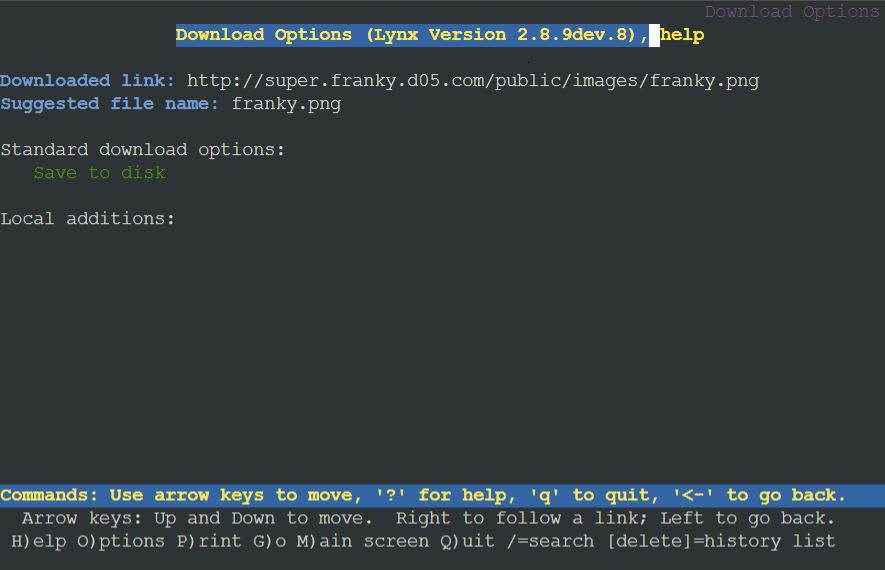 Download Options
Download Options (Lynx Version 2.8.9dev.8), help
Downloaded link: http://super.franky.d05.com/public/images/franky.png
Suggested file name: franky.png
Standard download options:
Save to disk
Local additions:
Commands: Use arrow keys to move, '?' for help, 'q' to quit, '<-' to go back.
Arrow keys: Up and Down to move.  Right to follow a link; Left to go back.
H)elp O)ptions P)rint G)o M)ain screen Q)uit /=search [delete]=history list